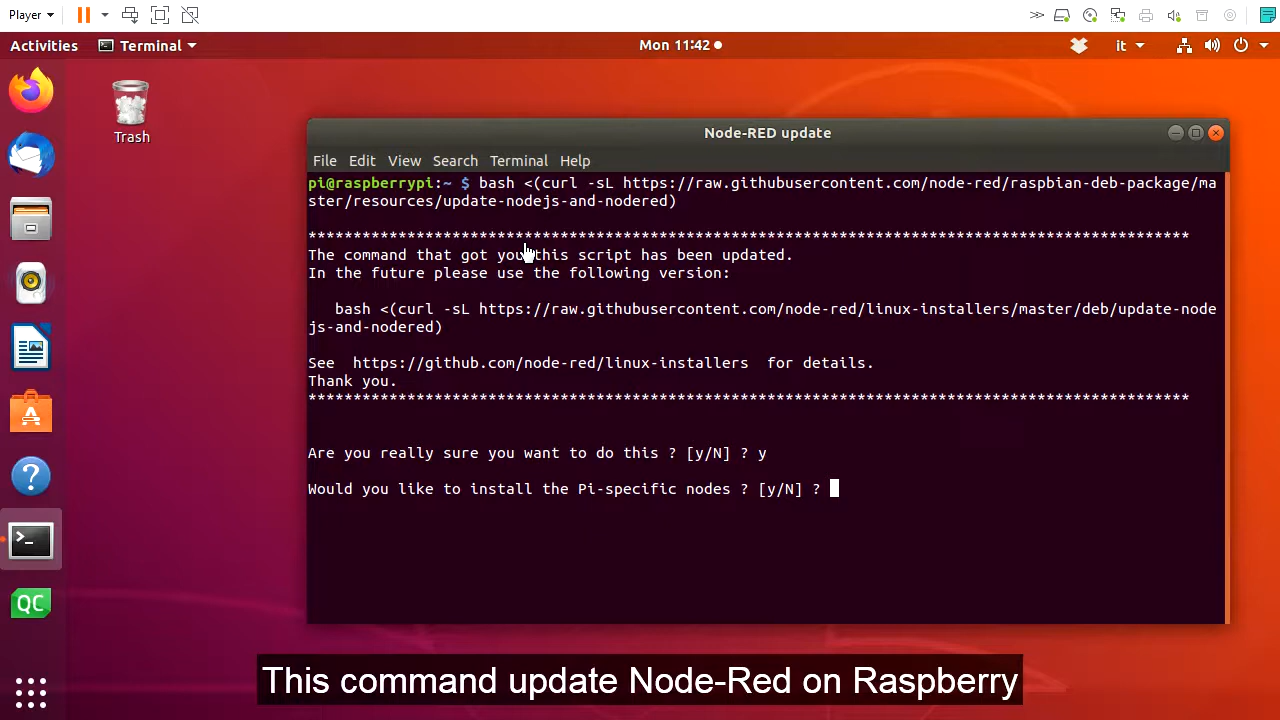 Player
Activities
Terminal
Mon 11:42
it
Trash
Node-RED update
File Edit View Search Terminal Help
pi@raspberrypi:~ $ bash <(curl -sL https://raw.githubusercontent.com/node-red/raspbian-deb-package/ma
ster/resources/update-nodejs-and-nodered)
**************************************************************************************************
The command that got you this script has been updated.
In the future please use the following version:
bash <(curl -sL https://raw.githubusercontent.com/node-red/linux-installers/master/deb/update-node
js-and-nodered)
See  https://github.com/node-red/linux-installers  for details.
Thank you.
**************************************************************************************************
Are you really sure you want to do this ? [y/N] ? y
Would you like to install the Pi-specific nodes ? [y/N] ?
QC
This command update Node-Red on Raspberry